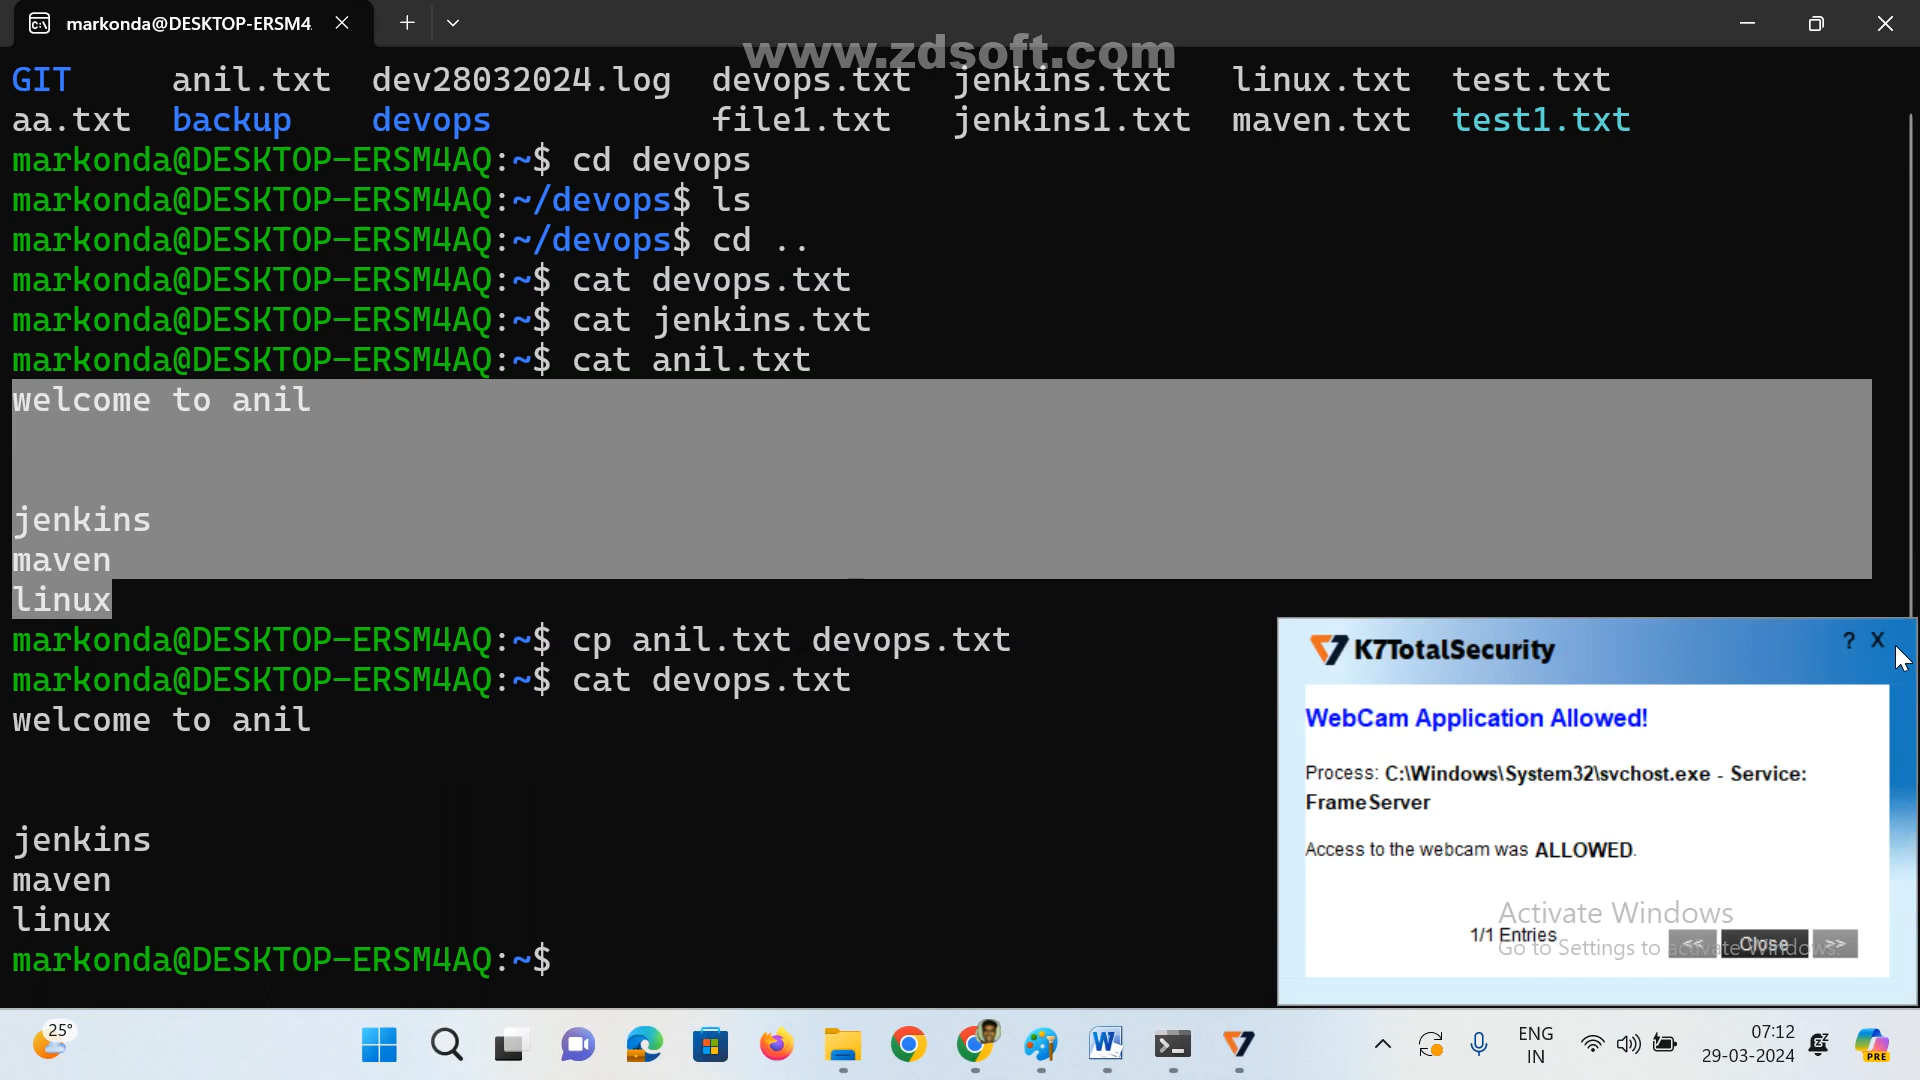 markonda@DESKTOP-ERSM4
www.zdsoft.com
GIT anil.txt dev28032024.log devops.txt jenkins.txt linux.txt test.txt
aa.txt backup devops file1.txt jenkins1.txt maven.txt test1.txt
markonda@DESKTOP-ERSM4AQ:~$ cd devops
markonda@DESKTOP-ERSM4AQ:~/devops$ ls
markonda@DESKTOP-ERSM4AQ:~/devops$ cd ..
markonda@DESKTOP-ERSM4AQ:~$ cat devops.txt
markonda@DESKTOP-ERSM4AQ:~$ cat jenkins.txt
markonda@DESKTOP-ERSM4AQ:~$ cat anil.txt
welcome to anil
jenkins
maven
linux
markonda@DESKTOP-ERSM4AQ:~$ cp anil.txt devops.txt
markonda@DESKTOP-ERSM4AQ:~$ cat devops.txt
welcome to anil
jenkins
maven
linux
markonda@DESKTOP-ERSM4AQ:~$
K7TotalSecurity ? X
WebCam Application Allowed!
Process: C:\Windows\System32\svchost.exe - Service:
FrameServer
Access to the webcam was ALLOWED.
Activate Windows
Go to Settings to activate Windows.
1/1 Entries << Close >>
25°
ENG
IN
07:12
29-03-2024
PRE